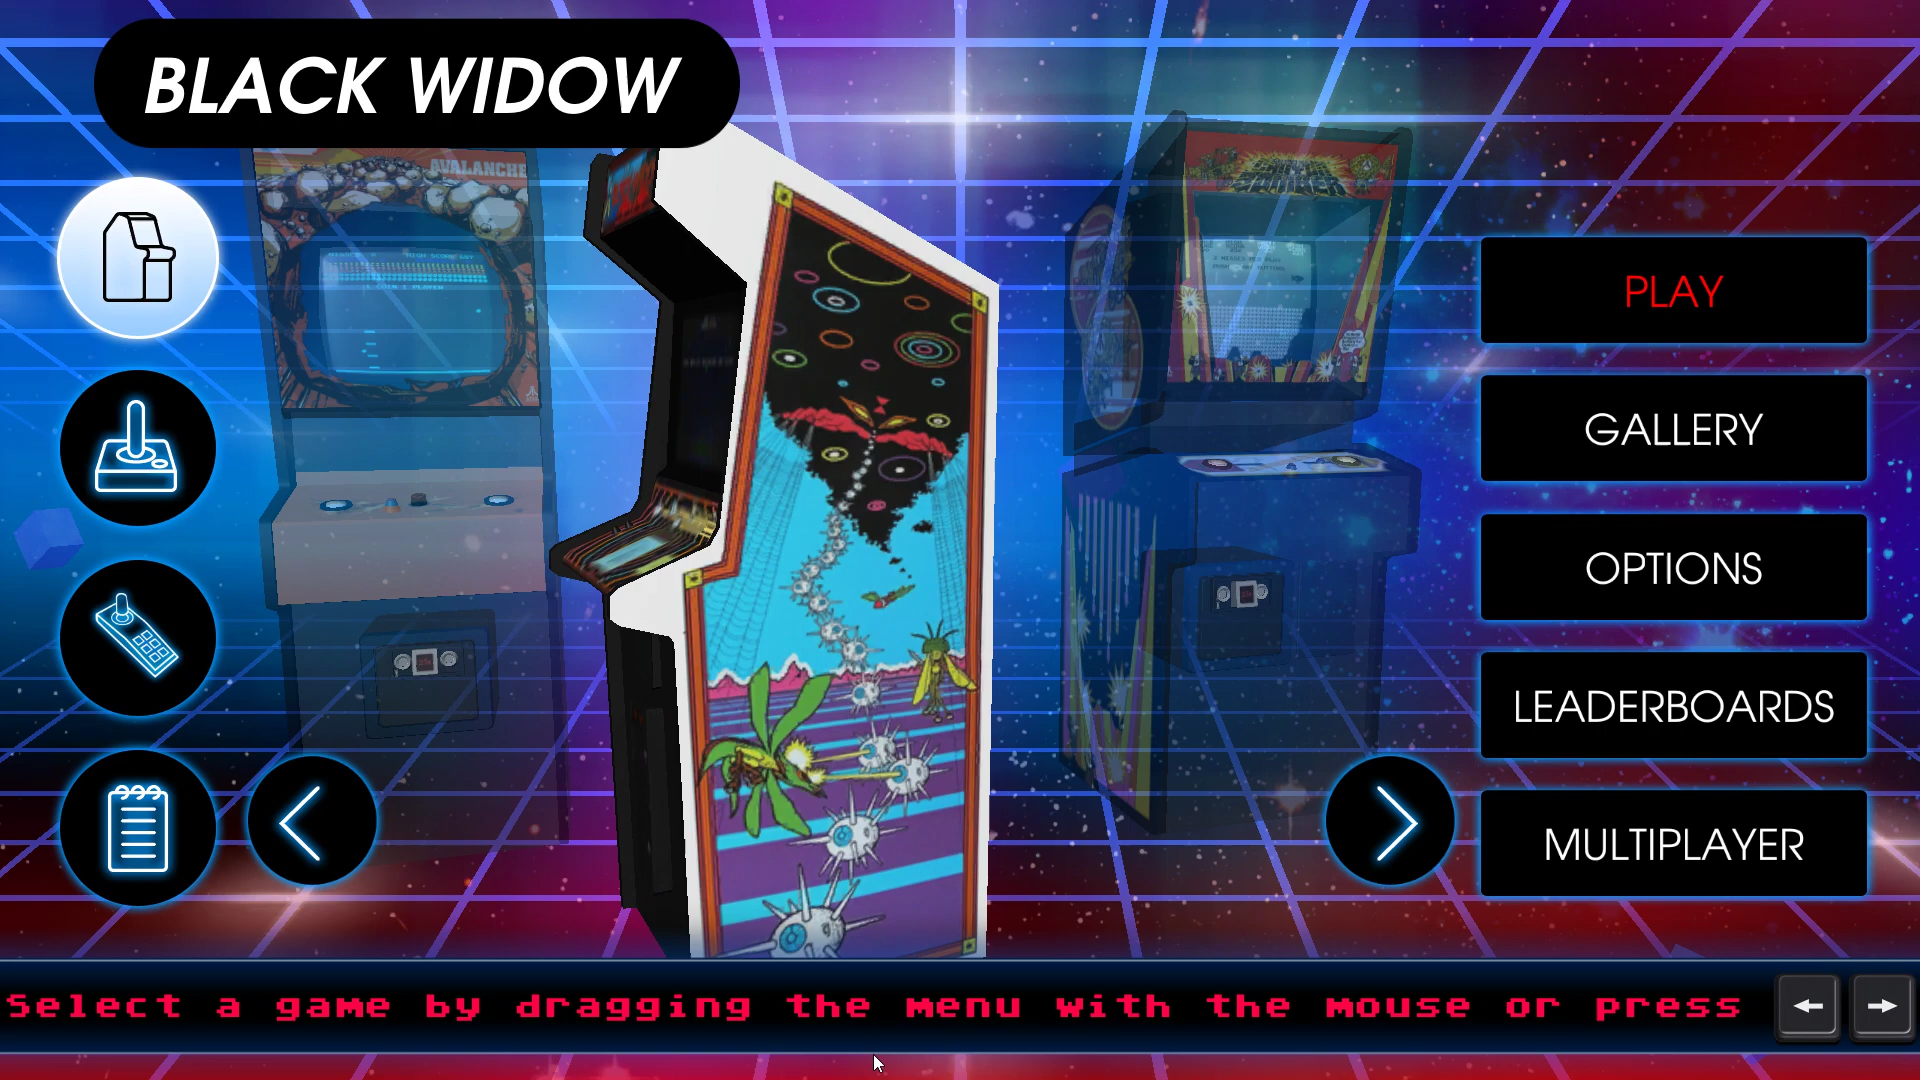 BLACK WIDOW
AVALANCHE
PLAY
GALLERY
OPTIONS
LEADERBOARDS
MULTIPLAYER
Select a game by dragging the menu with the mouse or press